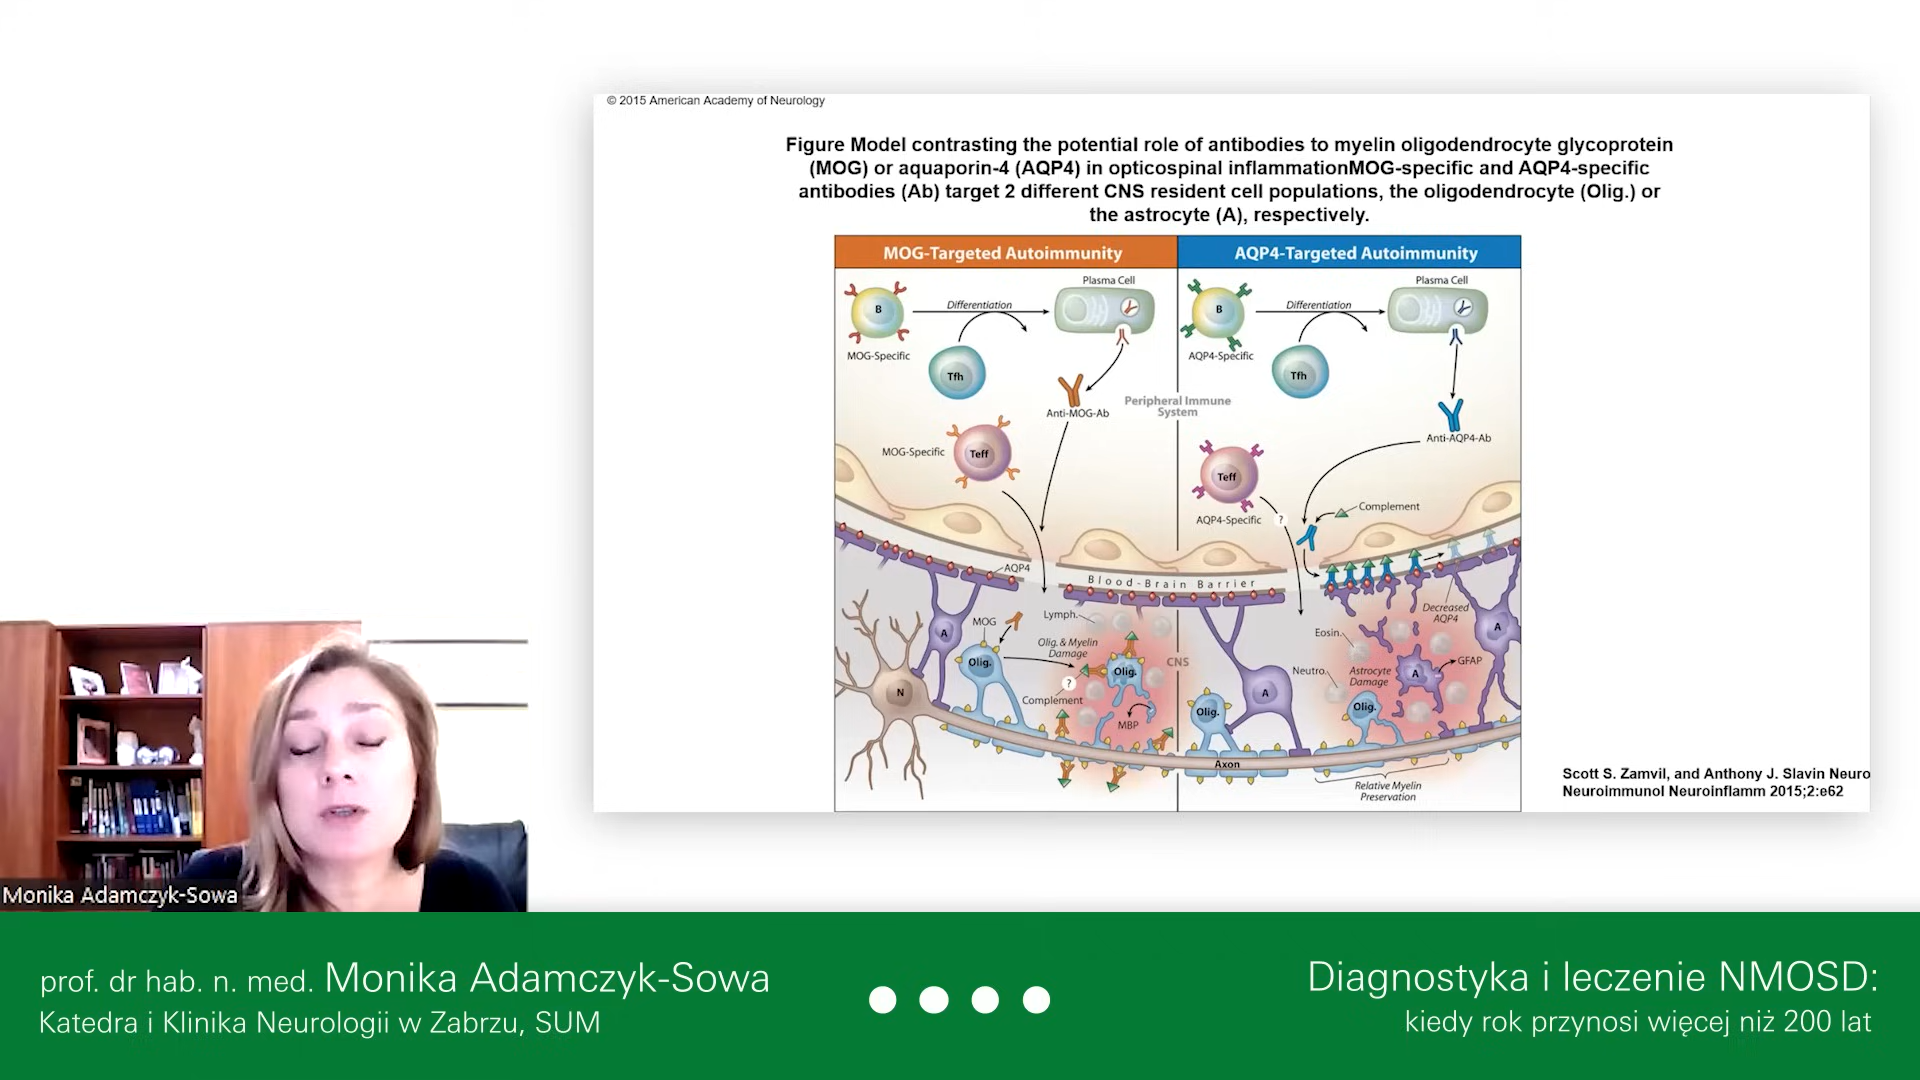 © 2015 American Academy of Neurology
Figure Model contrasting the potential role of antibodies to myelin oligodendrocyte glycoprotein
(MOG) or aquaporin-4 (AQP4) in opticospinal inflammationMOG-specific and AQP4-specific
antibodies (Ab) target 2 different CNS resident cell populations, the oligodendrocyte (Olig.) or
the astrocyte (A), respectively.
MOG-Targeted Autoimmunity
B
MOG-Specific
Differentiation
Plasma Cell
Tfh
Anti-MOG-Ab
MOG-Specific
Teff
AQP4
MOG
Lymph.
Olig. & Myelin
Damage
A
Olig.
Olig.
?
Complement
MBP
N
Peripheral Immune
System
Blood-Brain Barrier
CNS
Axon
AQP4-Targeted Autoimmunity
B
AQP4-Specific
Differentiation
Plasma Cell
Tfh
Anti-AQP4-Ab
Teff
AQP4-Specific
?
Complement
Decreased
AQP4
Eosin.
Neutro.
Astrocyte
Damage
A
GFAP
A
A
Olig.
Olig.
Relative Myelin
Preservation
Scott S. Zamvil, and Anthony J. Slavin Neuro
Neuroimmunol Neuroinflamm 2015;2:e62
Monika Adamczyk-Sowa
prof. dr hab. n. med. Monika Adamczyk-Sowa
Katedra i Klinika Neurologii w Zabrzu, SUM
Diagnostyka i leczenie NMOSD:
kiedy rok przynosi więcej niż 200 lat